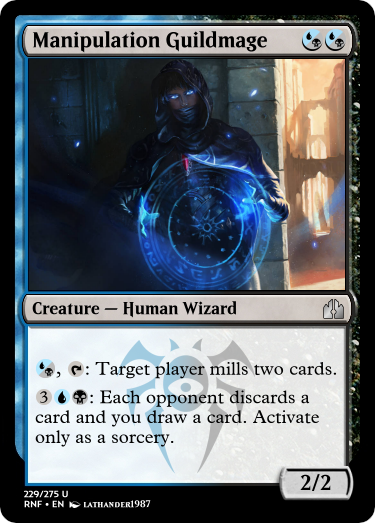 Manipulation Guildmage
Creature — Human Wizard
: Target player mills two cards.
3 : Each opponent discards a
card and you draw a card. Activate
only as a sorcery.
2/2
229/275 U
RNF • EN LATHANDER1987